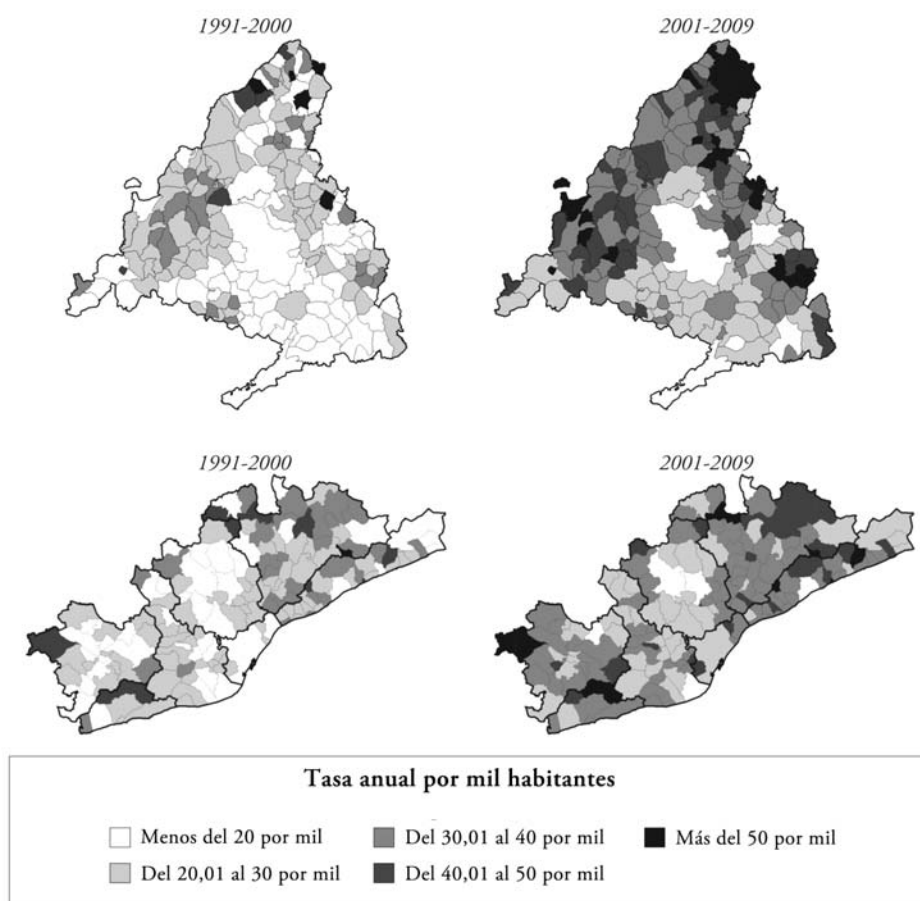 1991-2000
2001-2009
1991-2000
2001-2009
Tasa anual por mil habitantes
Menos del 20 por mil
Del 30,01 al 40 por mil
Más del 50 por mil
Del 20,01 al 30 por mil
Del 40,01 al 50 por mil